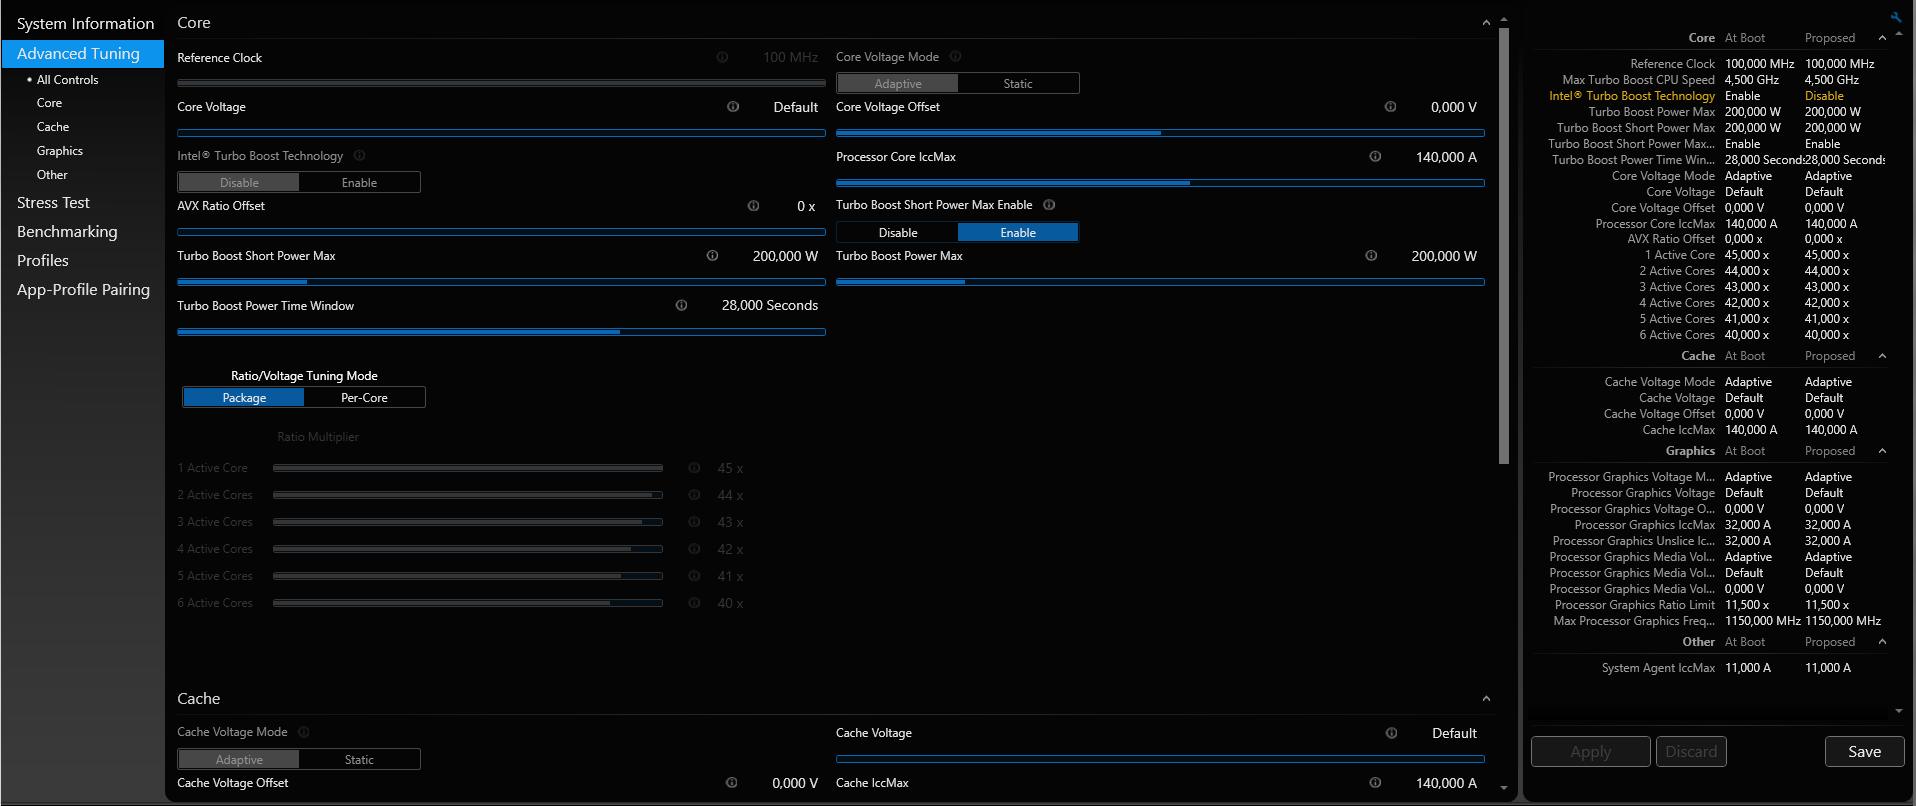 System Information
Advanced Tuning
• All Controls
Core
Cache
Graphics
Other
Stress Test
Benchmarking
Profiles
App-Profile Pairing
Core
Reference Clock 100 MHz
Core Voltage Mode
Adaptive Static
Core Voltage Default
Core Voltage Offset 0,000 V
Intel® Turbo Boost Technology
Disable Enable
Processor Core IccMax 140,000 A
AVX Ratio Offset 0 x
Turbo Boost Short Power Max Enable
Disable Enable
Turbo Boost Short Power Max 200,000 W
Turbo Boost Power Max 200,000 W
Turbo Boost Power Time Window 28,000 Seconds
Ratio/Voltage Tuning Mode
Package Per-Core
Ratio Multiplier
1 Active Core 45 x
2 Active Cores 44 x
3 Active Cores 43 x
4 Active Cores 42 x
5 Active Cores 41 x
6 Active Cores 40 x
Cache
Cache Voltage Mode
Adaptive Static
Cache Voltage Default
Cache Voltage Offset 0,000 V
Cache IccMax 140,000 A
Core At Boot Proposed
Reference Clock 100,000 MHz 100,000 MHz
Max Turbo Boost CPU Speed 4,500 GHz 4,500 GHz
Intel® Turbo Boost Technology Enable Disable
Turbo Boost Power Max 200,000 W 200,000 W
Turbo Boost Short Power Max 200,000 W 200,000 W
Turbo Boost Short Power Max... Enable Enable
Turbo Boost Power Time Win... 28,000 Seconds 28,000 Seconds
Core Voltage Mode Adaptive Adaptive
Core Voltage Default Default
Core Voltage Offset 0,000 V 0,000 V
Processor Core IccMax 140,000 A 140,000 A
AVX Ratio Offset 0,000 x 0,000 x
1 Active Core 45,000 x 45,000 x
2 Active Cores 44,000 x 44,000 x
3 Active Cores 43,000 x 43,000 x
4 Active Cores 42,000 x 42,000 x
5 Active Cores 41,000 x 41,000 x
6 Active Cores 40,000 x 40,000 x
Cache At Boot Proposed
Cache Voltage Mode Adaptive Adaptive
Cache Voltage Default Default
Cache Voltage Offset 0,000 V 0,000 V
Cache IccMax 140,000 A 140,000 A
Graphics At Boot Proposed
Processor Graphics Voltage M... Adaptive Adaptive
Processor Graphics Voltage Default Default
Processor Graphics Voltage O... 0,000 V 0,000 V
Processor Graphics IccMax 32,000 A 32,000 A
Processor Graphics Unslice Ic... 32,000 A 32,000 A
Processor Graphics Media Vol... Adaptive Adaptive
Processor Graphics Media Vol... Default Default
Processor Graphics Media Vol... 0,000 V 0,000 V
Processor Graphics Ratio Limit 11,500 x 11,500 x
Max Processor Graphics Freq... 1150,000 MHz 1150,000 MHz
Other At Boot Proposed
System Agent IccMax 11,000 A 11,000 A
Apply Discard Save